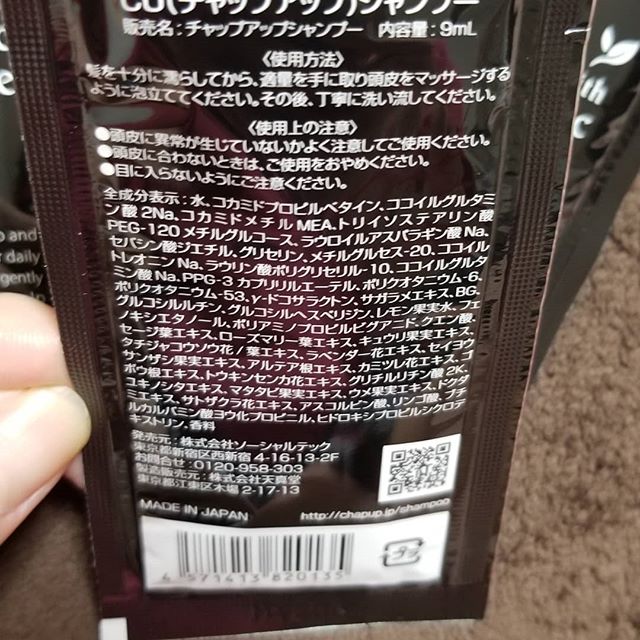 CU(チャップアップ)シャンプー
販売名：チャップアップシャンプー 内容量：9mL
〈使用方法〉
髪を十分に濡らしてから、適量を手に取り頭皮をマッサージする
ように泡立ててください。その後、丁寧に洗い流してください。
〈使用上の注意〉
●頭皮に異常が生じていないかよく注意してご使用ください。
●頭皮に合わないときは、ご使用をおやめください。
●目に入らないようにご注意ください。
全成分表示：水、コカミドプロピルベタイン、ココイルグルタミ
ン酸2Na、コカミドメチルMEA、トリイソステアリン酸
PEG-120メチルグルコース、ラウロイルアスパラギン酸Na、
セバシン酸ジエチル、グリセリン、メチルグルセス-20、ココイル
トレオニンNa、ラウリン酸ポリグリセリル-10、ココイルグルタ
ミン酸Na、PPG-3 カプリリルエーテル、ポリクオタニウム-6、
ポリクオタニウム-53、γ-ドコサラクトン、サガラメエキス、BG、
グルコシルルチン、グルコシルヘスペリジン、レモン果実水、フェ
ノキシエタノール、ポリアミノプロピルビグアニド、クエン酸、
セージ葉エキス、ローズマリー葉エキス、キュウリ果実エキス、
タチジャコウソウ花／葉エキス、ラベンダー花エキス、セイヨウ
サンザシ果実エキス、アルテア根エキス、カミツレ花エキス、ゴ
ボウ根エキス、トウキンセンカ花エキス、グリチルリチン酸2K、
ユキノシタエキス、マタタビ果実エキス、ウメ果実エキス、ドクダ
ミエキス、サトザクラ花エキス、アスコルビン酸、リンゴ酸、ブチ
ルカルバミン酸ヨウ化プロピニル、ヒドロキシプロピルシクロデ
キストリン、香料
発売元：株式会社ソーシャルテック
東京都新宿区西新宿4-16-13-2F
お問合せ：0120-958-303
製造販売元：株式会社天真堂
東京都江東区木場2-17-13
MADE IN JAPAN http://chapup.jp/shampoo
4 571413 820135